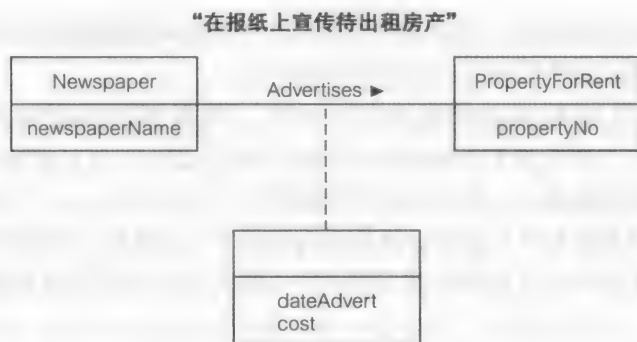 “在报纸上宣传待出租房产”
Newspaper
newspaperName
Advertises ►
PropertyForRent
propertyNo
dateAdvert
cost